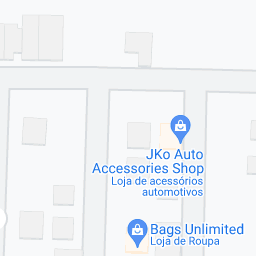 JKo Auto
Accessories Shop
Loja de acessórios
automotivos
Bags Unlimited
Loja de Roupa